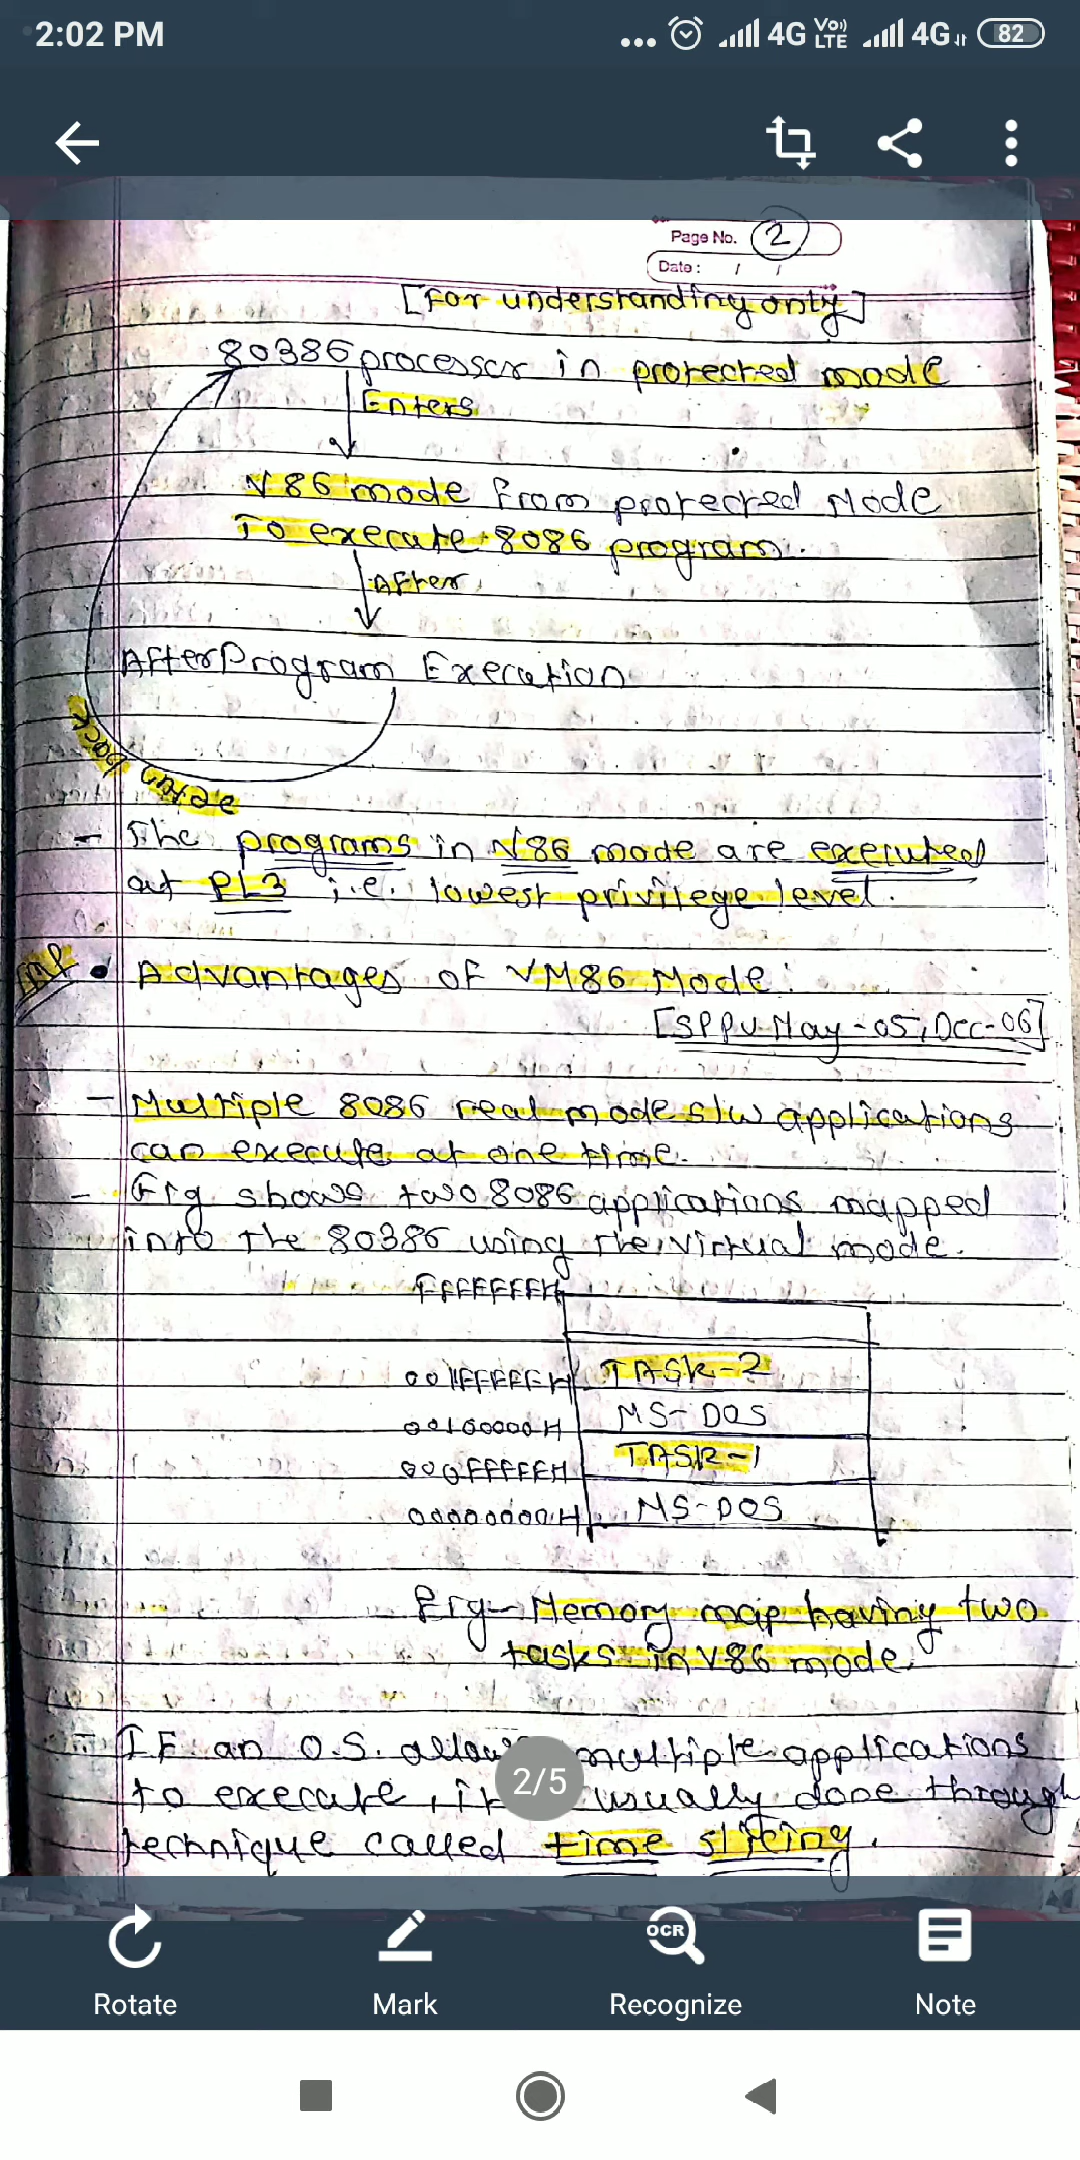 2:02 PM
... 4G VoLTE 4G 82
Page No. 2
Date : / /
[For understanding only]
80386 processor in protected mode
Enters
V86 mode from protected Mode
To execute 8086 program.
After
After Program Execution
return back
- The programs in V86 mode are executed
at PL3 i.e. lowest privilege level.
Imp • Advantages of VM86 Mode:
[SPPU May-05, Dec-06]
- Multiple 8086 real mode s/w applications
can execute at one time.
- Fig shows two 8086 applications mapped
into the 80386 using the virtual mode.
FFFFFFFFH
001FFFFFH TASK-2
00100000H MS-DOS
000FFFFFH TASK-1
00000000H MS-DOS
Fig- Memory map having two
tasks in V86 mode.
- IF an O.S. allows multiple applications
to execute, it usually done through
technique called time slicing.
2/5
Rotate
Mark
OCR
Recognize
Note